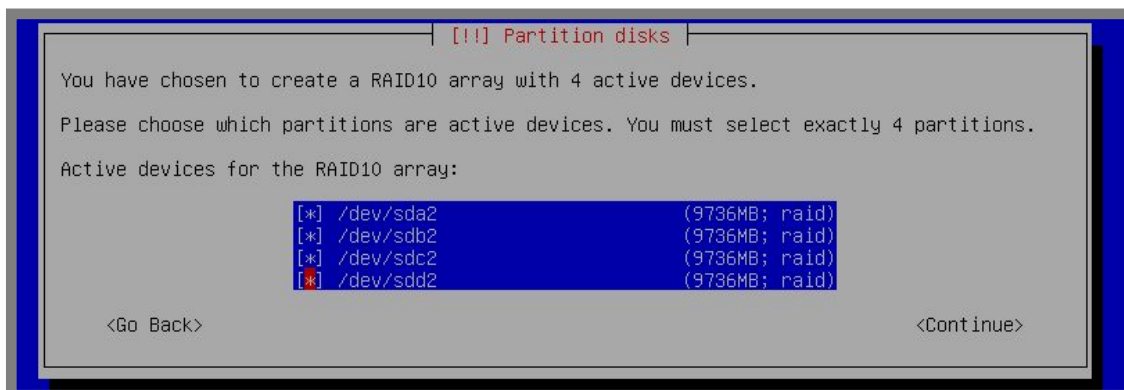 [!!] Partition disks
You have chosen to create a RAID10 array with 4 active devices.
Please choose which partitions are active devices. You must select exactly 4 partitions.
Active devices for the RAID10 array:
[*] /dev/sda2 (9736MB; raid)
[*] /dev/sdb2 (9736MB; raid)
[*] /dev/sdc2 (9736MB; raid)
[*] /dev/sdd2 (9736MB; raid)
<Go Back> <Continue>